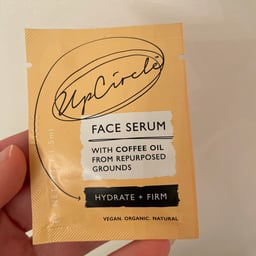 UpCircle
FACE SERUM
WITH COFFEE OIL
FROM REPURPOSED
GROUNDS
HYDRATE + FIRM
VEGAN. ORGANIC. NATURAL